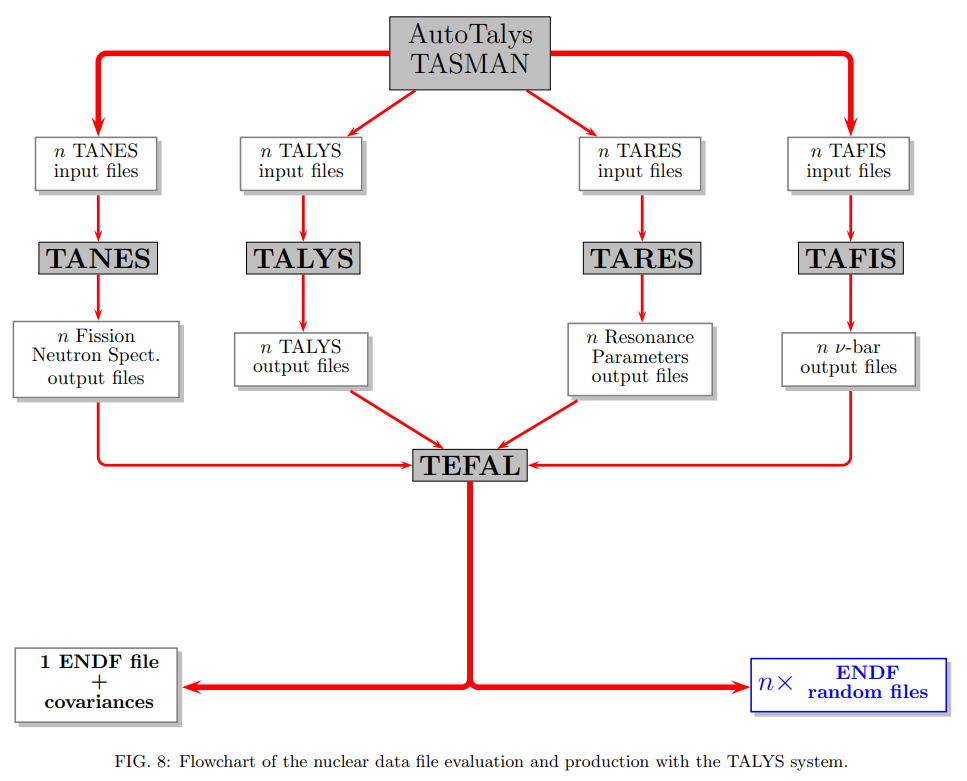 AutoTalys
TASMAN
n TANES
input files
n TALYS
input files
n TARES
input files
n TAFIS
input files
TANES
TALYS
TARES
TAFIS
n Fission
Neutron Spect.
output files
n TALYS
output files
n Resonance
Parameters
output files
n ν-bar
output files
TEFAL
1 ENDF file
+
covariances
n× ENDF
random files
FIG. 8: Flowchart of the nuclear data file evaluation and production with the TALYS system.